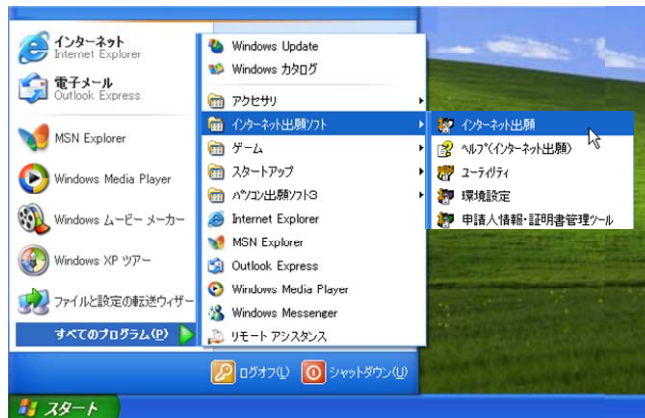 インターネット
Internet Explorer
電子メール
Outlook Express
MSN Explorer
Windows Media Player
Windows ムービー メーカー
Windows XP ツアー
ファイルと設定の転送ウィザー
すべてのプログラム(P)
Windows Update
Windows カタログ
アクセサリ
インターネット出願ソフト
ゲーム
スタートアップ
パソコン出願ソフト3
Internet Explorer
MSN Explorer
Outlook Express
Windows Media Player
Windows Messenger
リモート アシスタンス
インターネット出願
ヘルプ(インターネット出願)
ユーティリティ
環境設定
申請人情報・証明書管理ツール
ログオフ(L)
シャットダウン(U)
スタート